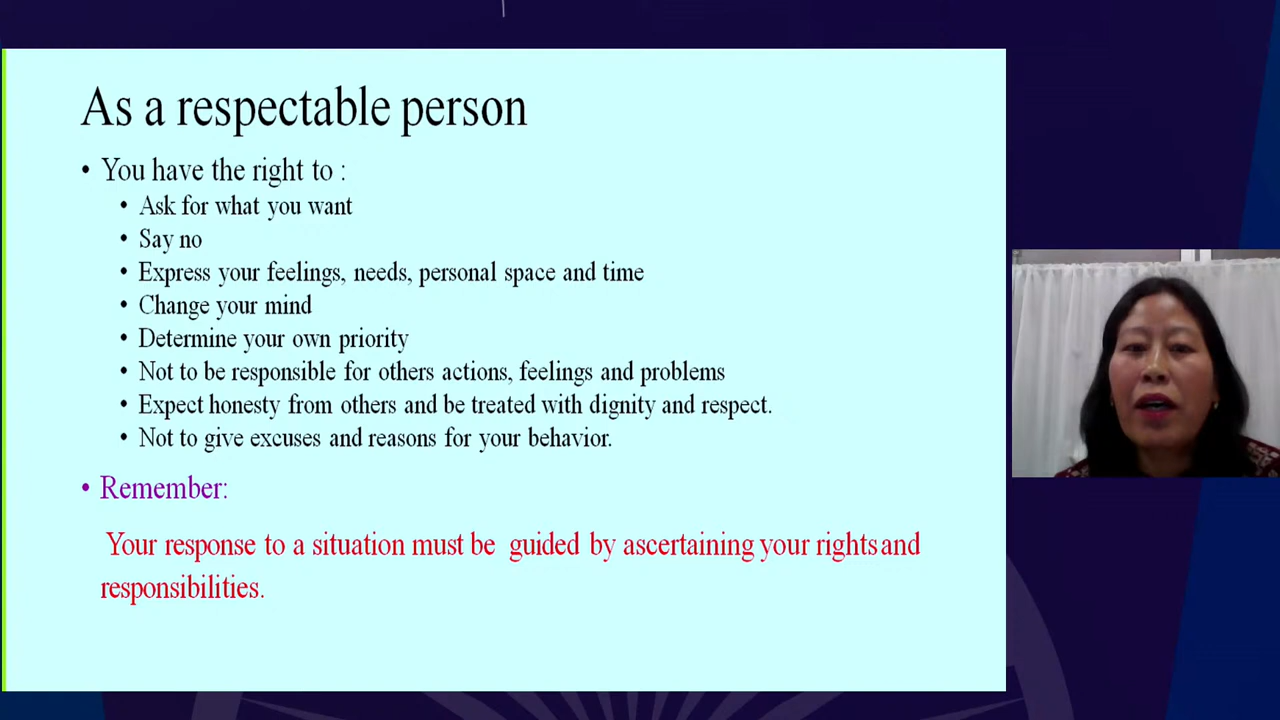 As a respectable person
• You have the right to :
• Ask for what you want
• Say no
• Express your feelings, needs, personal space and time
• Change your mind
• Determine your own priority
• Not to be responsible for others actions, feelings and problems
• Expect honesty from others and be treated with dignity and respect.
• Not to give excuses and reasons for your behavior.
• Remember:
Your response to a situation must be guided by ascertaining your rights and
responsibilities.